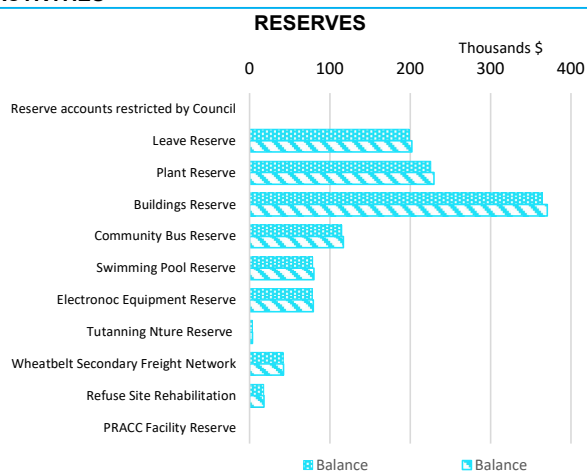 RESERVES
Thousands $
0 100 200 300 400
Reserve accounts restricted by Council
Leave Reserve
Plant Reserve
Buildings Reserve
Community Bus Reserve
Swimming Pool Reserve
Electronoc Equipment Reserve
Tutanning Nture Reserve
Wheatbelt Secondary Freight Network
Refuse Site Rehabilitation
PRACC Facility Reserve
Balance Balance